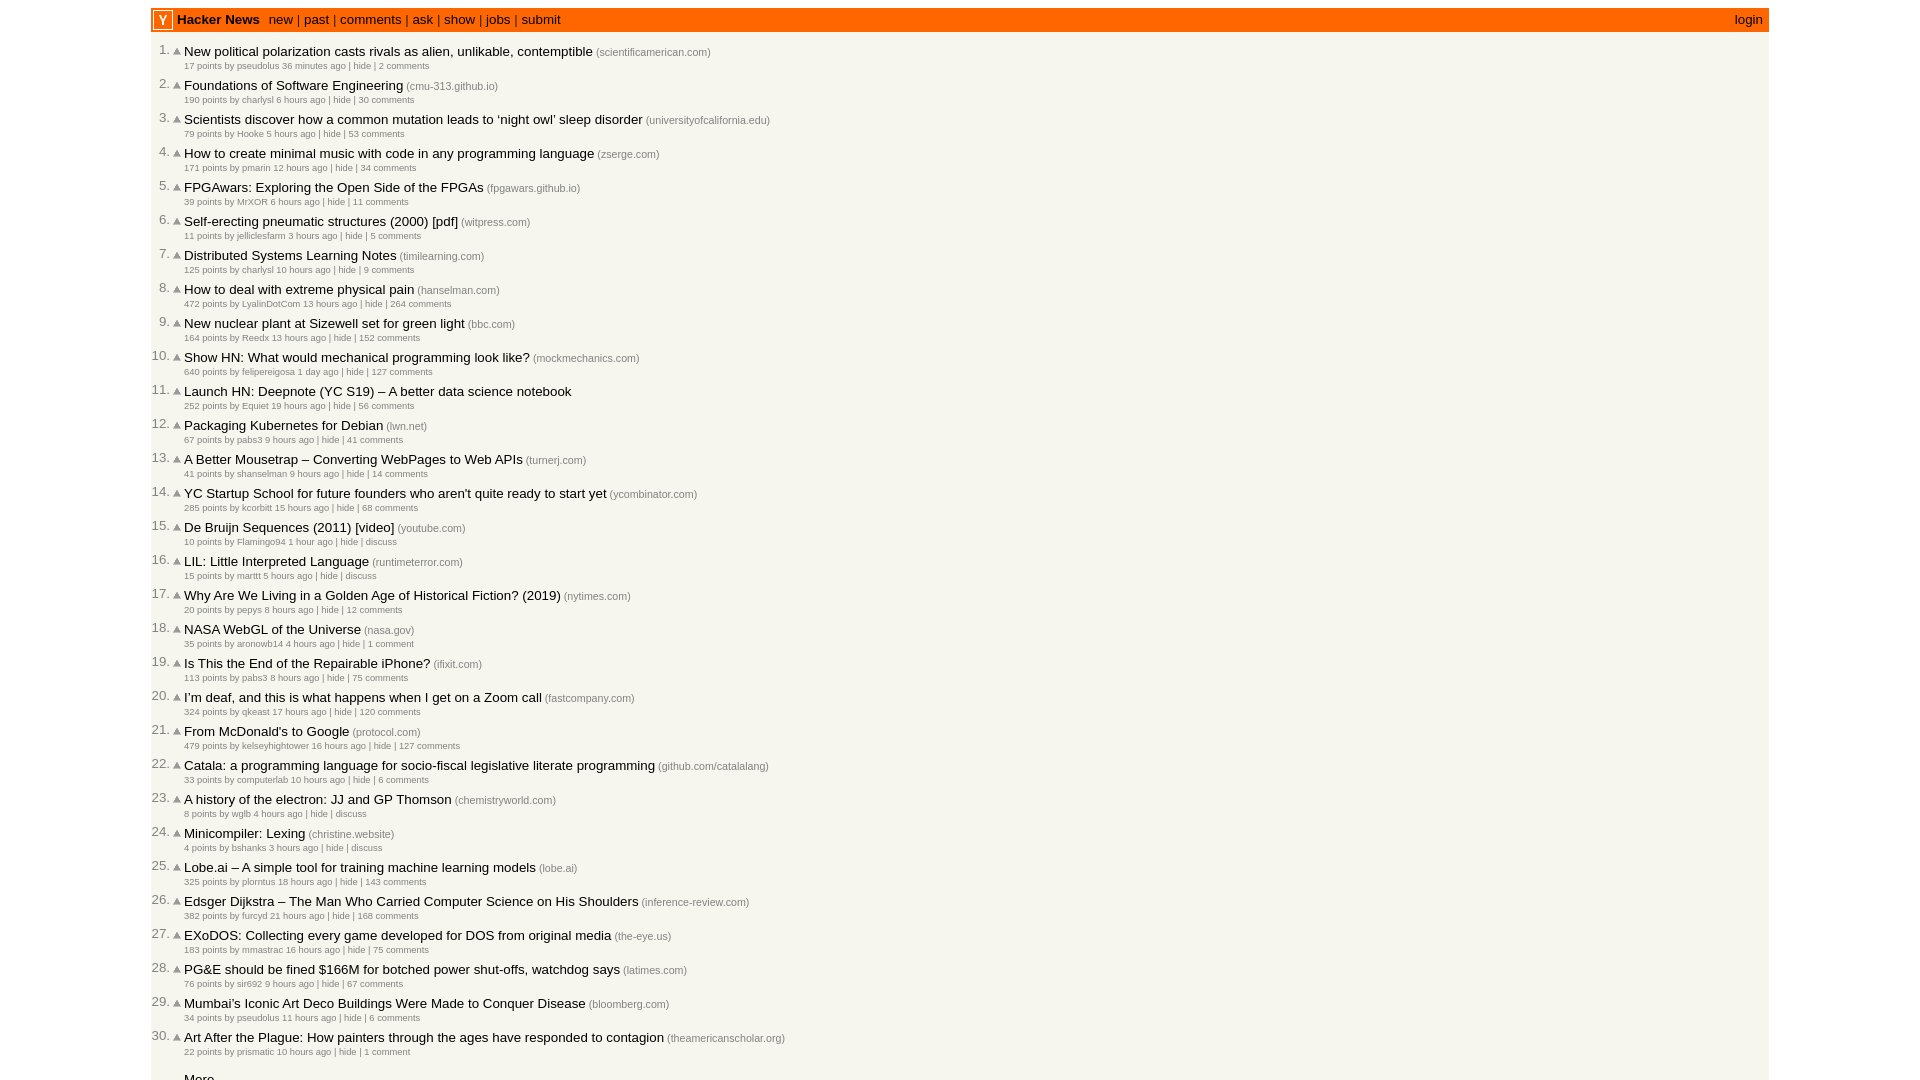 Y Hacker News new | past | comments | ask | show | jobs | submit login
1. New political polarization casts rivals as alien, unlikable, contemptible (scientificamerican.com)
17 points by pseudolus 36 minutes ago | hide | 2 comments
2. Foundations of Software Engineering (cmu-313.github.io)
190 points by charlysl 6 hours ago | hide | 30 comments
3. Scientists discover how a common mutation leads to ‘night owl’ sleep disorder (universityofcalifornia.edu)
79 points by Hooke 5 hours ago | hide | 53 comments
4. How to create minimal music with code in any programming language (zserge.com)
171 points by pmarin 12 hours ago | hide | 34 comments
5. FPGAwars: Exploring the Open Side of the FPGAs (fpgawars.github.io)
39 points by MrXOR 6 hours ago | hide | 11 comments
6. Self-erecting pneumatic structures (2000) [pdf] (witpress.com)
11 points by jelliclesfarm 3 hours ago | hide | 5 comments
7. Distributed Systems Learning Notes (timilearning.com)
125 points by charlysl 10 hours ago | hide | 9 comments
8. How to deal with extreme physical pain (hanselman.com)
472 points by LyalinDotCom 13 hours ago | hide | 264 comments
9. New nuclear plant at Sizewell set for green light (bbc.com)
164 points by Reedx 13 hours ago | hide | 152 comments
10. Show HN: What would mechanical programming look like? (mockmechanics.com)
640 points by felipereigosa 1 day ago | hide | 127 comments
11. Launch HN: Deepnote (YC S19) – A better data science notebook
252 points by Equiet 19 hours ago | hide | 56 comments
12. Packaging Kubernetes for Debian (lwn.net)
67 points by pabs3 9 hours ago | hide | 41 comments
13. A Better Mousetrap – Converting WebPages to Web APIs (turnerj.com)
41 points by shanselman 9 hours ago | hide | 14 comments
14. YC Startup School for future founders who aren't quite ready to start yet (ycombinator.com)
285 points by kcorbitt 15 hours ago | hide | 68 comments
15. De Bruijn Sequences (2011) [video] (youtube.com)
10 points by Flamingo94 1 hour ago | hide | discuss
16. LIL: Little Interpreted Language (runtimeterror.com)
15 points by marttt 5 hours ago | hide | discuss
17. Why Are We Living in a Golden Age of Historical Fiction? (2019) (nytimes.com)
20 points by pepys 8 hours ago | hide | 12 comments
18. NASA WebGL of the Universe (nasa.gov)
35 points by aronowb14 4 hours ago | hide | 1 comment
19. Is This the End of the Repairable iPhone? (ifixit.com)
113 points by pabs3 8 hours ago | hide | 75 comments
20. I’m deaf, and this is what happens when I get on a Zoom call (fastcompany.com)
324 points by qkeast 17 hours ago | hide | 120 comments
21. From McDonald's to Google (protocol.com)
479 points by kelseyhightower 16 hours ago | hide | 127 comments
22. Catala: a programming language for socio-fiscal legislative literate programming (github.com/catalalang)
33 points by computerlab 10 hours ago | hide | 6 comments
23. A history of the electron: JJ and GP Thomson (chemistryworld.com)
8 points by wglb 4 hours ago | hide | discuss
24. Minicompiler: Lexing (christine.website)
4 points by bshanks 3 hours ago | hide | discuss
25. Lobe.ai – A simple tool for training machine learning models (lobe.ai)
325 points by plorntus 18 hours ago | hide | 143 comments
26. Edsger Dijkstra – The Man Who Carried Computer Science on His Shoulders (inference-review.com)
382 points by furcyd 21 hours ago | hide | 168 comments
27. EXoDOS: Collecting every game developed for DOS from original media (the-eye.us)
183 points by mmastrac 16 hours ago | hide | 75 comments
28. PG&E should be fined $166M for botched power shut-offs, watchdog says (latimes.com)
76 points by sir692 9 hours ago | hide | 67 comments
29. Mumbai’s Iconic Art Deco Buildings Were Made to Conquer Disease (bloomberg.com)
34 points by pseudolus 11 hours ago | hide | 6 comments
30. Art After the Plague: How painters through the ages have responded to contagion (theamericanscholar.org)
22 points by prismatic 10 hours ago | hide | 1 comment
More